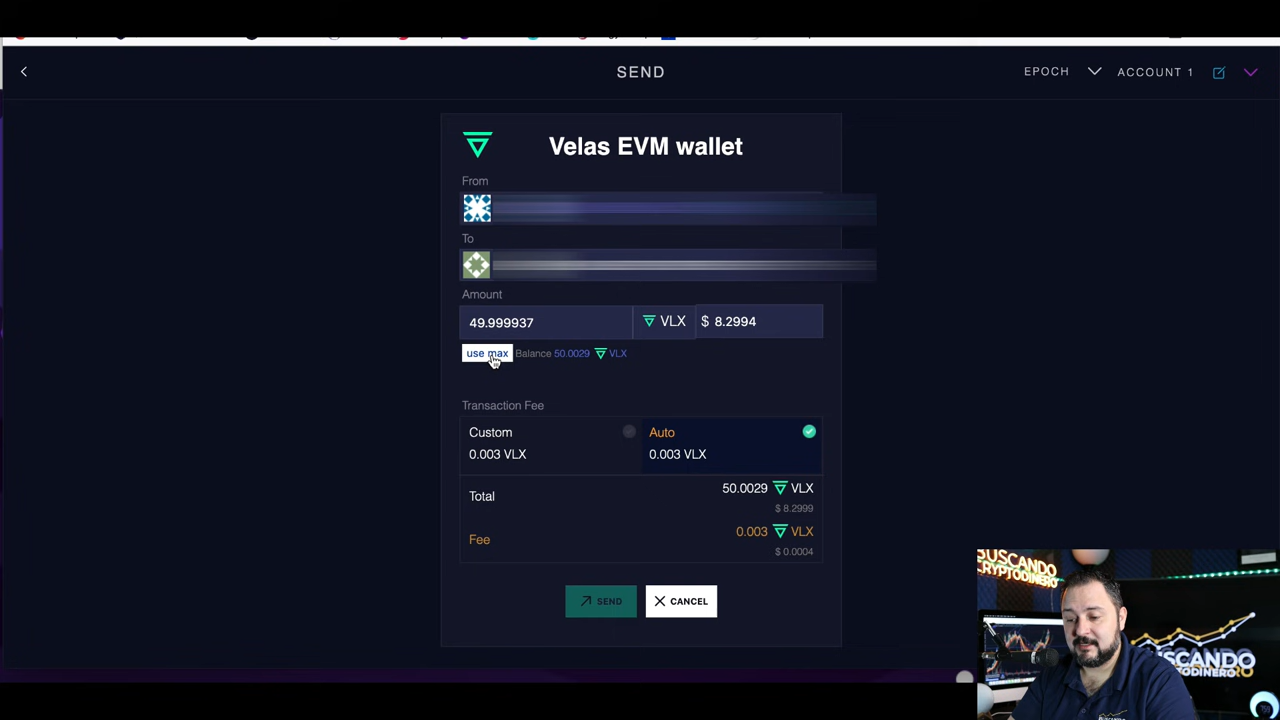 SEND
EPOCH
ACCOUNT 1
Velas EVM wallet
From
To
Amount
49.999937
VLX
$ 8.2994
use max
Balance 50.0029 VLX
Transaction Fee
Custom
0.003 VLX
Auto
0.003 VLX
Total
50.0029 VLX
$ 8.2999
Fee
0.003 VLX
$ 0.0004
SEND
CANCEL
BUSCANDO
CRYPTODINERO